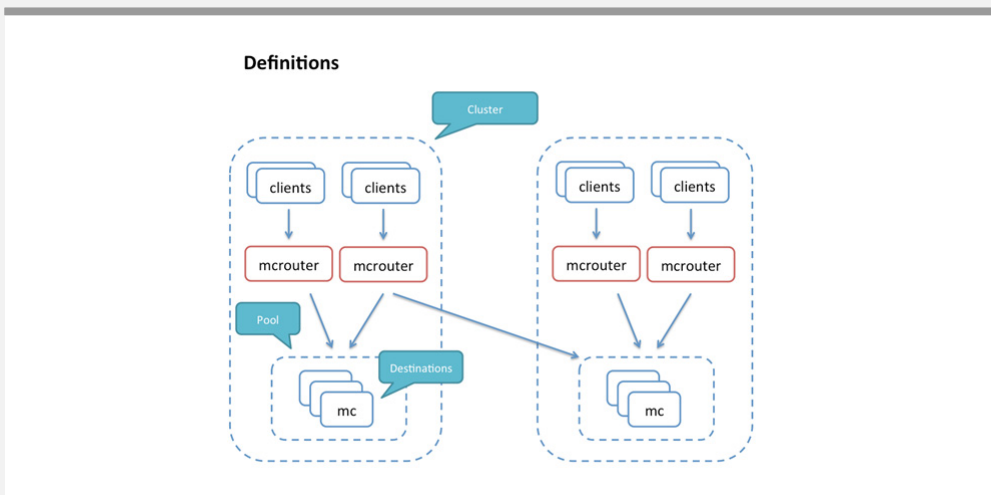 Definitions
Cluster
clients clients clients clients
mcrouter mcrouter mcrouter mcrouter
Pool
Destinations
mc mc